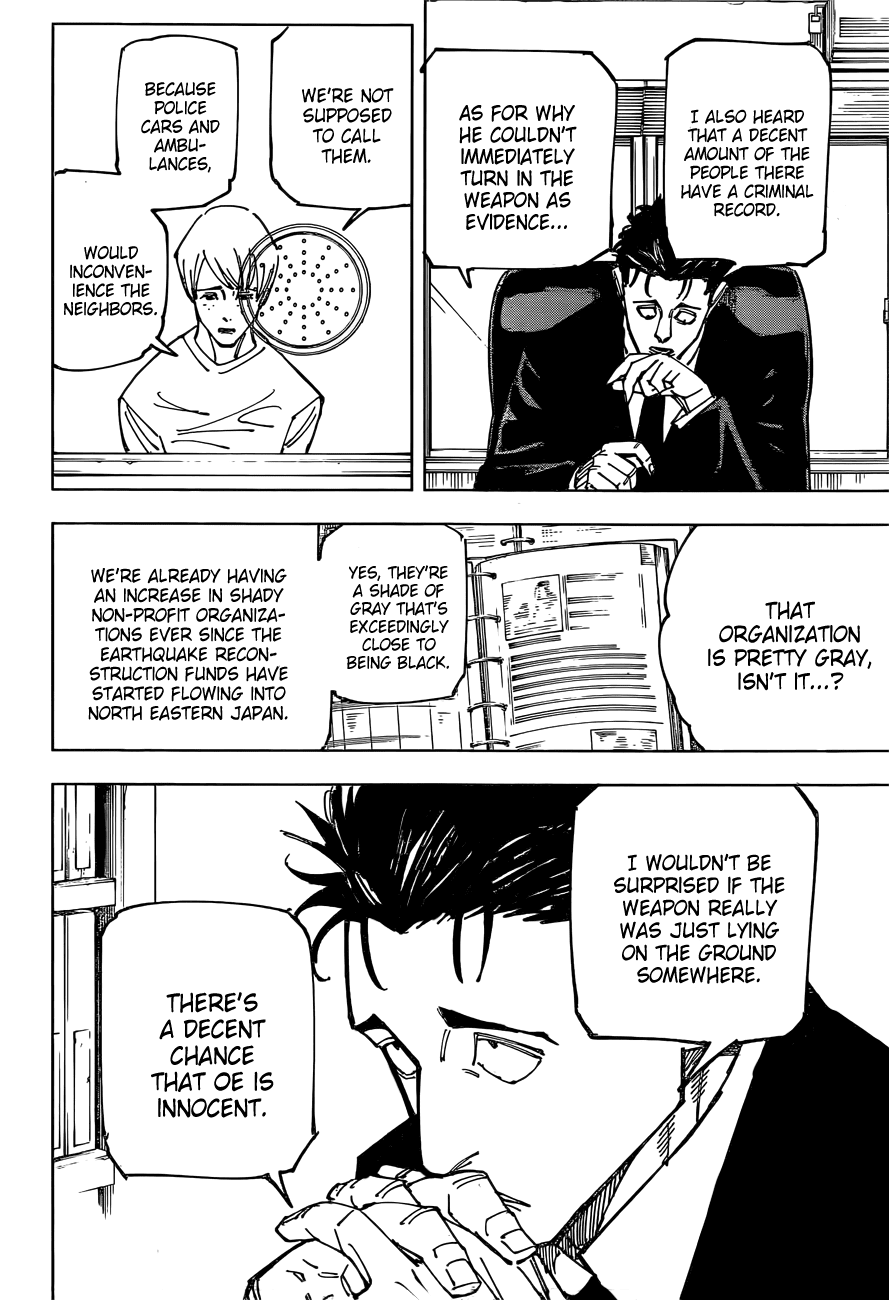 I ALSO HEARD
THAT A DECENT
AMOUNT OF THE
PEOPLE THERE
HAVE A CRIMINAL
RECORD.
AS FOR WHY
HE COULDN'T
IMMEDIATELY
TURN IN THE
WEAPON AS
EVIDENCE...
WE'RE NOT
SUPPOSED
TO CALL
THEM.
BECAUSE
POLICE
CARS AND
AMBU-
LANCES,
WOULD
INCONVEN-
IENCE THE
NEIGHBORS.
THAT
ORGANIZATION
IS PRETTY GRAY,
ISN'T IT...?
YES, THEY'RE
A SHADE OF
GRAY THAT'S
EXCEEDINGLY
CLOSE TO
BEING BLACK.
WE'RE ALREADY HAVING
AN INCREASE IN SHADY
NON-PROFIT ORGANIZA-
TIONS EVER SINCE THE
EARTHQUAKE RECON-
STRUCTION FUNDS HAVE
STARTED FLOWING INTO
NORTH EASTERN JAPAN.
I WOULDN'T BE
SURPRISED IF THE
WEAPON REALLY
WAS JUST LYING
ON THE GROUND
SOMEWHERE.
THERE'S
A DECENT
CHANCE
THAT OE IS
INNOCENT.